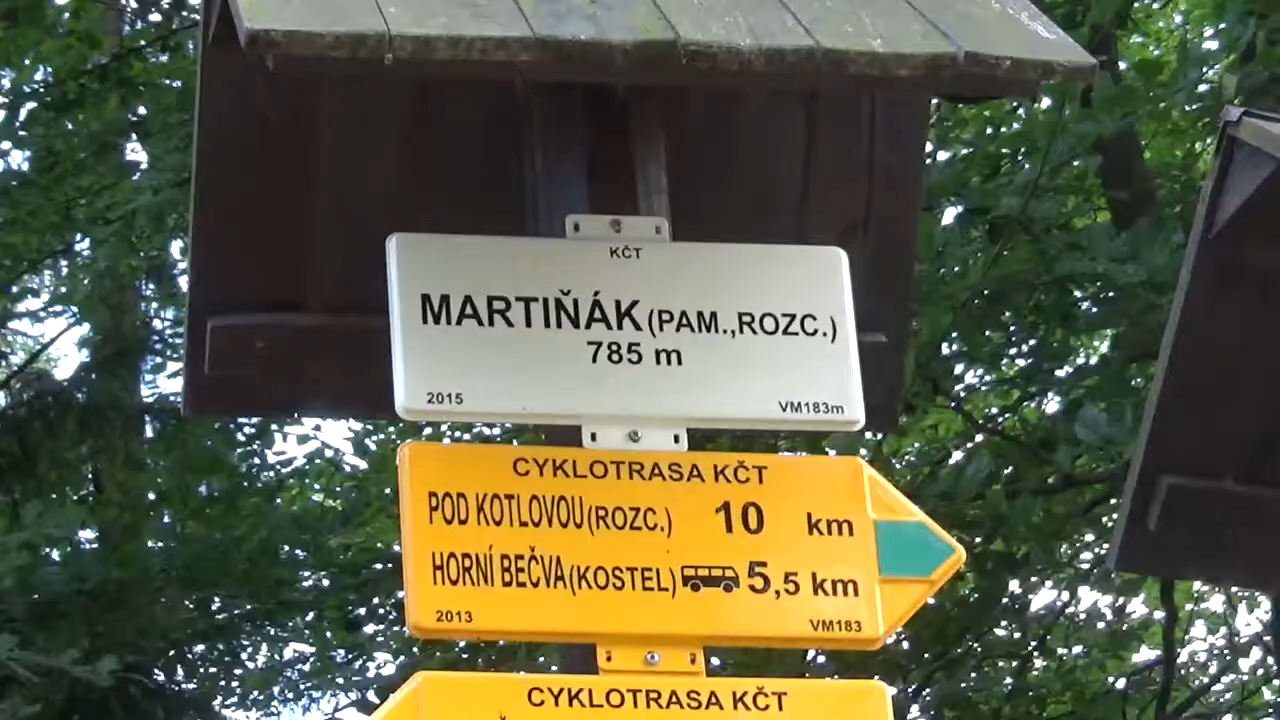 KČT
MARTIŇÁK (PAM.,ROZC.)
785 m
2015 VM183m
CYKLOTRASA KČT
POD KOTLOVOU (ROZC.) 10 km
HORNÍ BEČVA (KOSTEL) 5,5 km
2013 VM183
CYKLOTRASA KČT